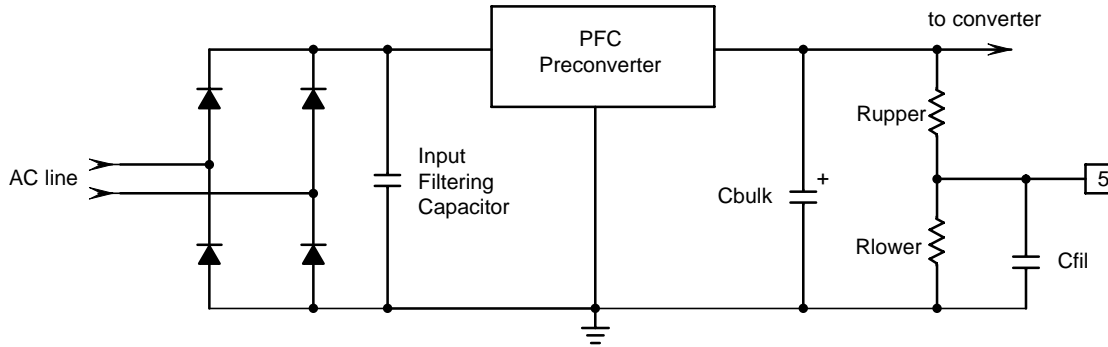 to converter
PFC
Preconverter
Rupper
AC line
Input
Filtering
Capacitor
Cbulk
+
5
Rlower
Cfil